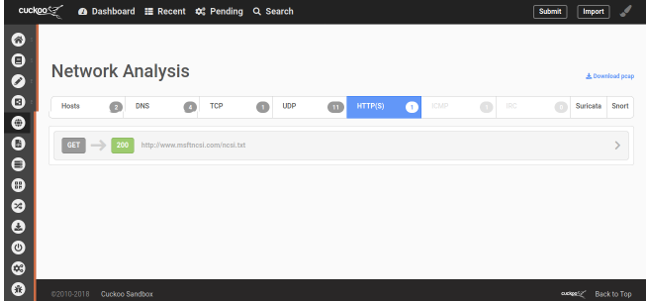 cuckoo Dashboard Recent Pending Search Submit Import
Network Analysis
Download pcap
Hosts 2 DNS 4 TCP 1 UDP 11 HTTP(S) 1 ICMP IRC Suricata Snort
GET 200 http://www.msftncsi.com/ncsi.txt
©2010-2018 Cuckoo Sandbox cuckoo Back to Top